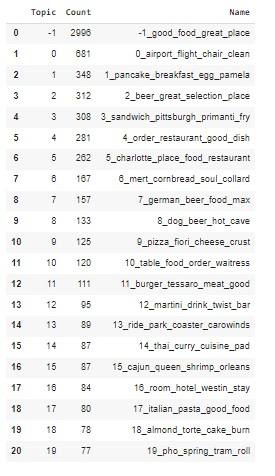 Topic Count Name
0 -1 2996 -1_good_food_great_place
1 0 681 0_airport_flight_chair_clean
2 1 348 1_pancake_breakfast_egg_pamela
3 2 312 2_beer_great_selection_place
4 3 308 3_sandwich_pittsburgh_primanti_fry
5 4 281 4_order_restaurant_good_dish
6 5 262 5_charlotte_place_food_restaurant
7 6 167 6_mert_cornbread_soul_collard
8 7 157 7_german_beer_food_max
9 8 133 8_dog_beer_hot_cave
10 9 125 9_pizza_fiori_cheese_crust
11 10 120 10_table_food_order_waitress
12 11 111 11_burger_tessaro_meat_good
13 12 95 12_martini_drink_twist_bar
14 13 89 13_ride_park_coaster_carowinds
15 14 87 14_thai_curry_cuisine_pad
16 15 87 15_cajun_queen_shrimp_orleans
17 16 84 16_room_hotel_westin_stay
18 17 80 17_italian_pasta_good_food
19 18 78 18_almond_torte_cake_burn
20 19 77 19_pho_spring_tram_roll